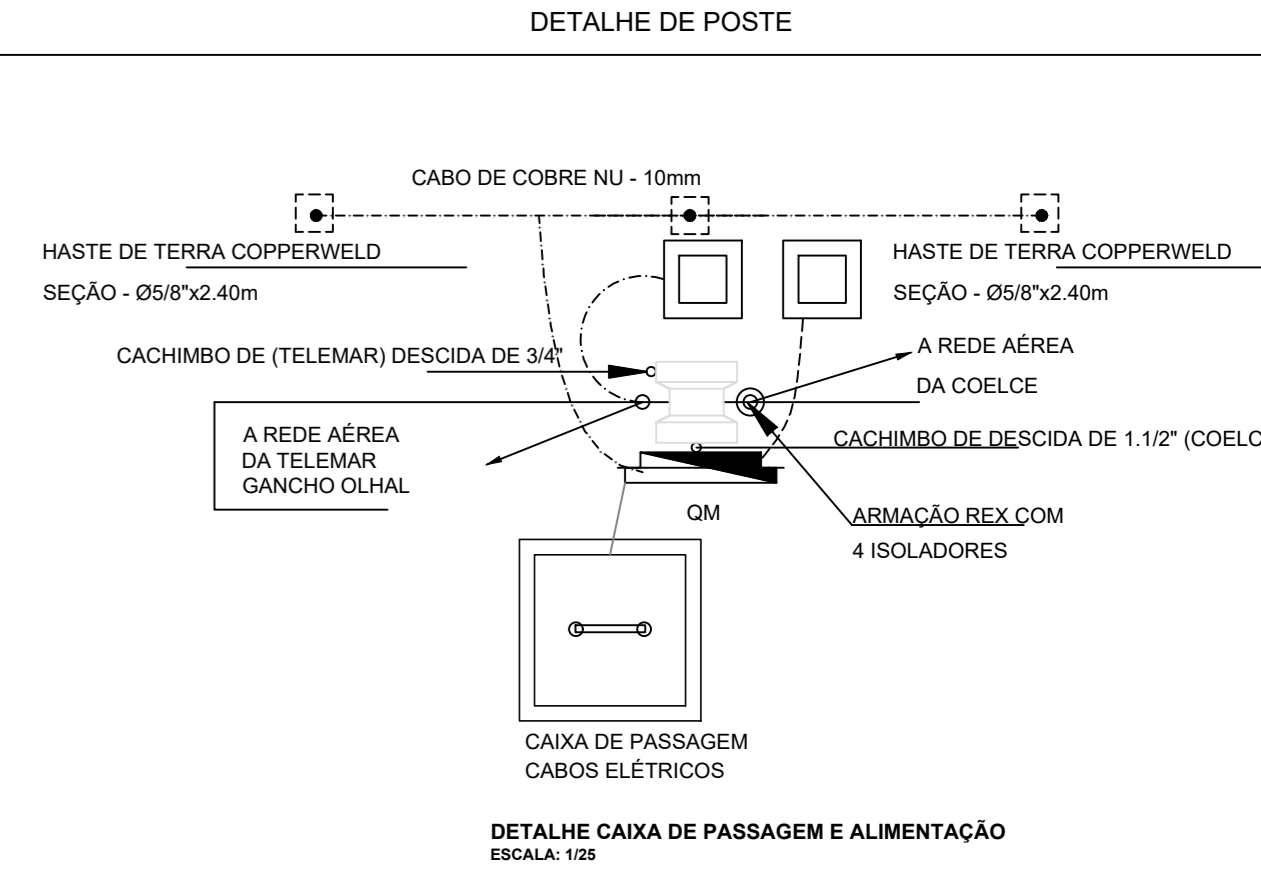 DETALHE DE POSTE
CABO DE COBRE NU - 10mm
HASTE DE TERRA COPPERWELD
SEÇÃO - Ø5/8"x2.40m
HASTE DE TERRA COPPERWELD
SEÇÃO - Ø5/8"x2.40m
CACHIMBO DE (TELEMAR) DESCIDA DE 3/4"
A REDE AÉREA
DA COELCE
A REDE AÉREA
DA TELEMAR
GANCHO OLHAL
CACHIMBO DE DESCIDA DE 1.1/2" (COELC
QM
ARMAÇÃO REX COM
4 ISOLADORES
CAIXA DE PASSAGEM
CABOS ELÉTRICOS
DETALHE CAIXA DE PASSAGEM E ALIMENTAÇÃO
ESCALA: 1/25